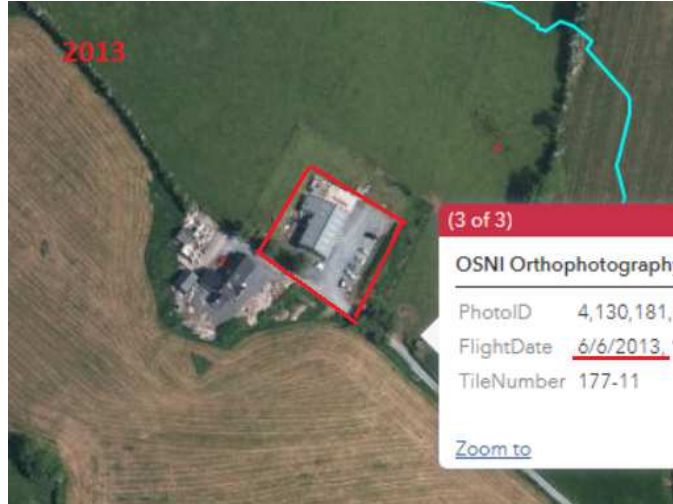 2013
(3 of 3)
OSNI Orthophotography
PhotoID 4,130,181,
FlightDate 6/6/2013,
TileNumber 177-11
Zoom to